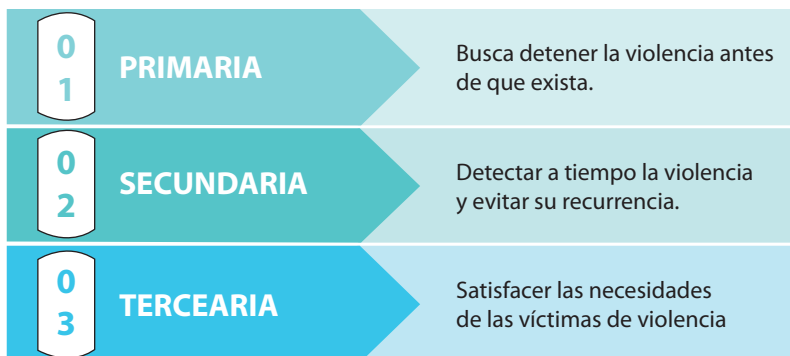 0
1
PRIMARIA
Busca detener la violencia antes
de que exista.
0
2
SECUNDARIA
Detectar a tiempo la violencia
y evitar su recurrencia.
0
3
TERCEARIA
Satisfacer las necesidades
de las víctimas de violencia